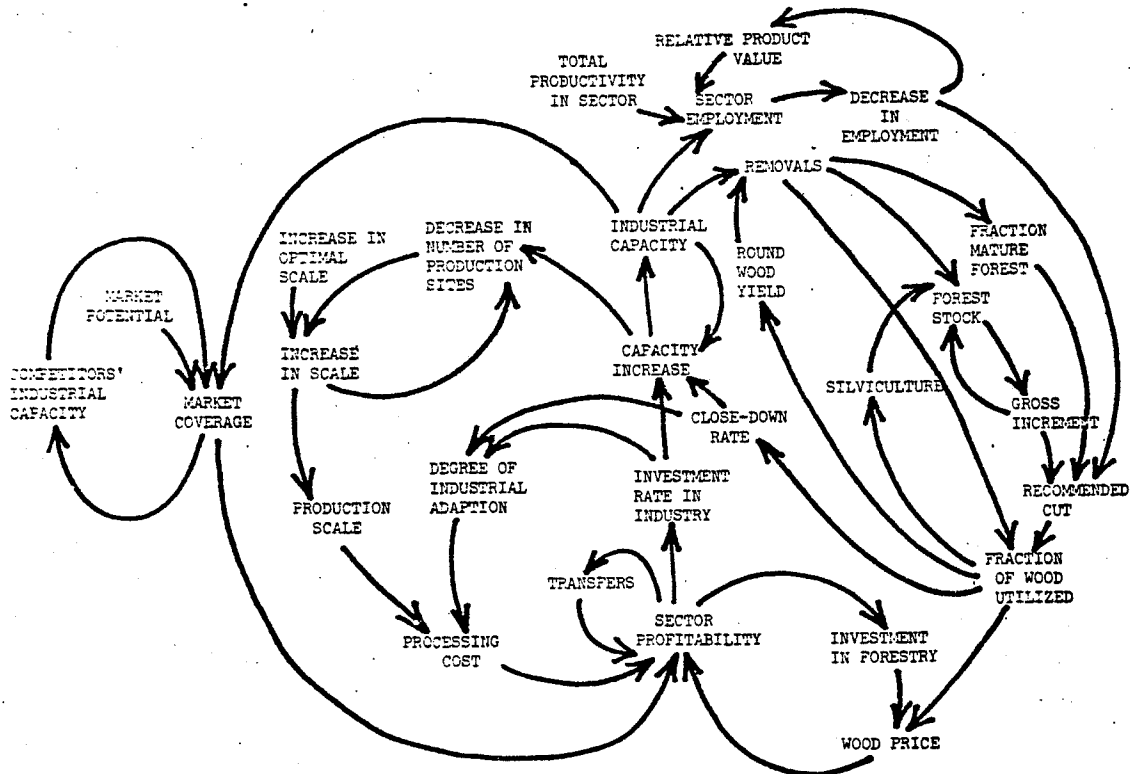 RELATIVE PRODUCT
VALUE
TOTAL
PRODUCTIVITY
IN SECTOR
SECTOR
EMPLOYMENT
DECREASE
IN
EMPLOYMENT
REMOVALS
INCREASE IN
OPTIMAL
SCALE
DECREASE IN
NUMBER OF
PRODUCTION
SITES
INDUSTRIAL
CAPACITY
ROUND
WOOD
YIELD
FRACTION
MATURE
FOREST
MARKET
POTENTIAL
FOREST
STOCK
COMPETITORS'
INDUSTRIAL
CAPACITY
MARKET
COVERAGE
INCREASE
IN SCALE
CAPACITY
INCREASE
SILVICULTURE
GROSS
INCREMENT
CLOSE-DOWN
RATE
DEGREE OF
INDUSTRIAL
ADAPTION
INVESTMENT
RATE IN
INDUSTRY
PRODUCTION
SCALE
RECOMMENDED
CUT
FRACTION
OF WOOD
UTILIZED
TRANSFERS
SECTOR
PROFITABILITY
PROCESSING
COST
INVESTMENT
IN FORESTRY
WOOD PRICE